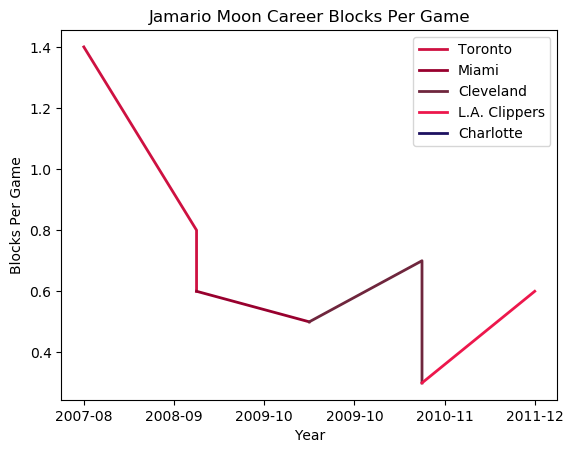 Jamario Moon Career Blocks Per Game
Toronto
Miami
Cleveland
L.A. Clippers
Charlotte
Blocks Per Game
1.4
1.2
1.0
0.8
0.6
0.4
2007-08 2008-09 2009-10 2009-10 2010-11 2011-12
Year